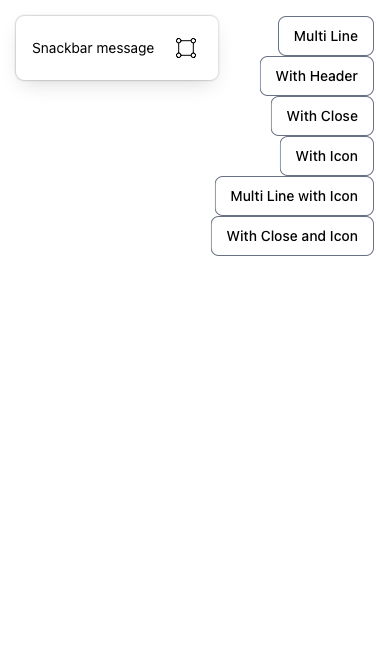 Snackbar message
Multi Line
With Header
With Close
With Icon
Multi Line with Icon
With Close and Icon